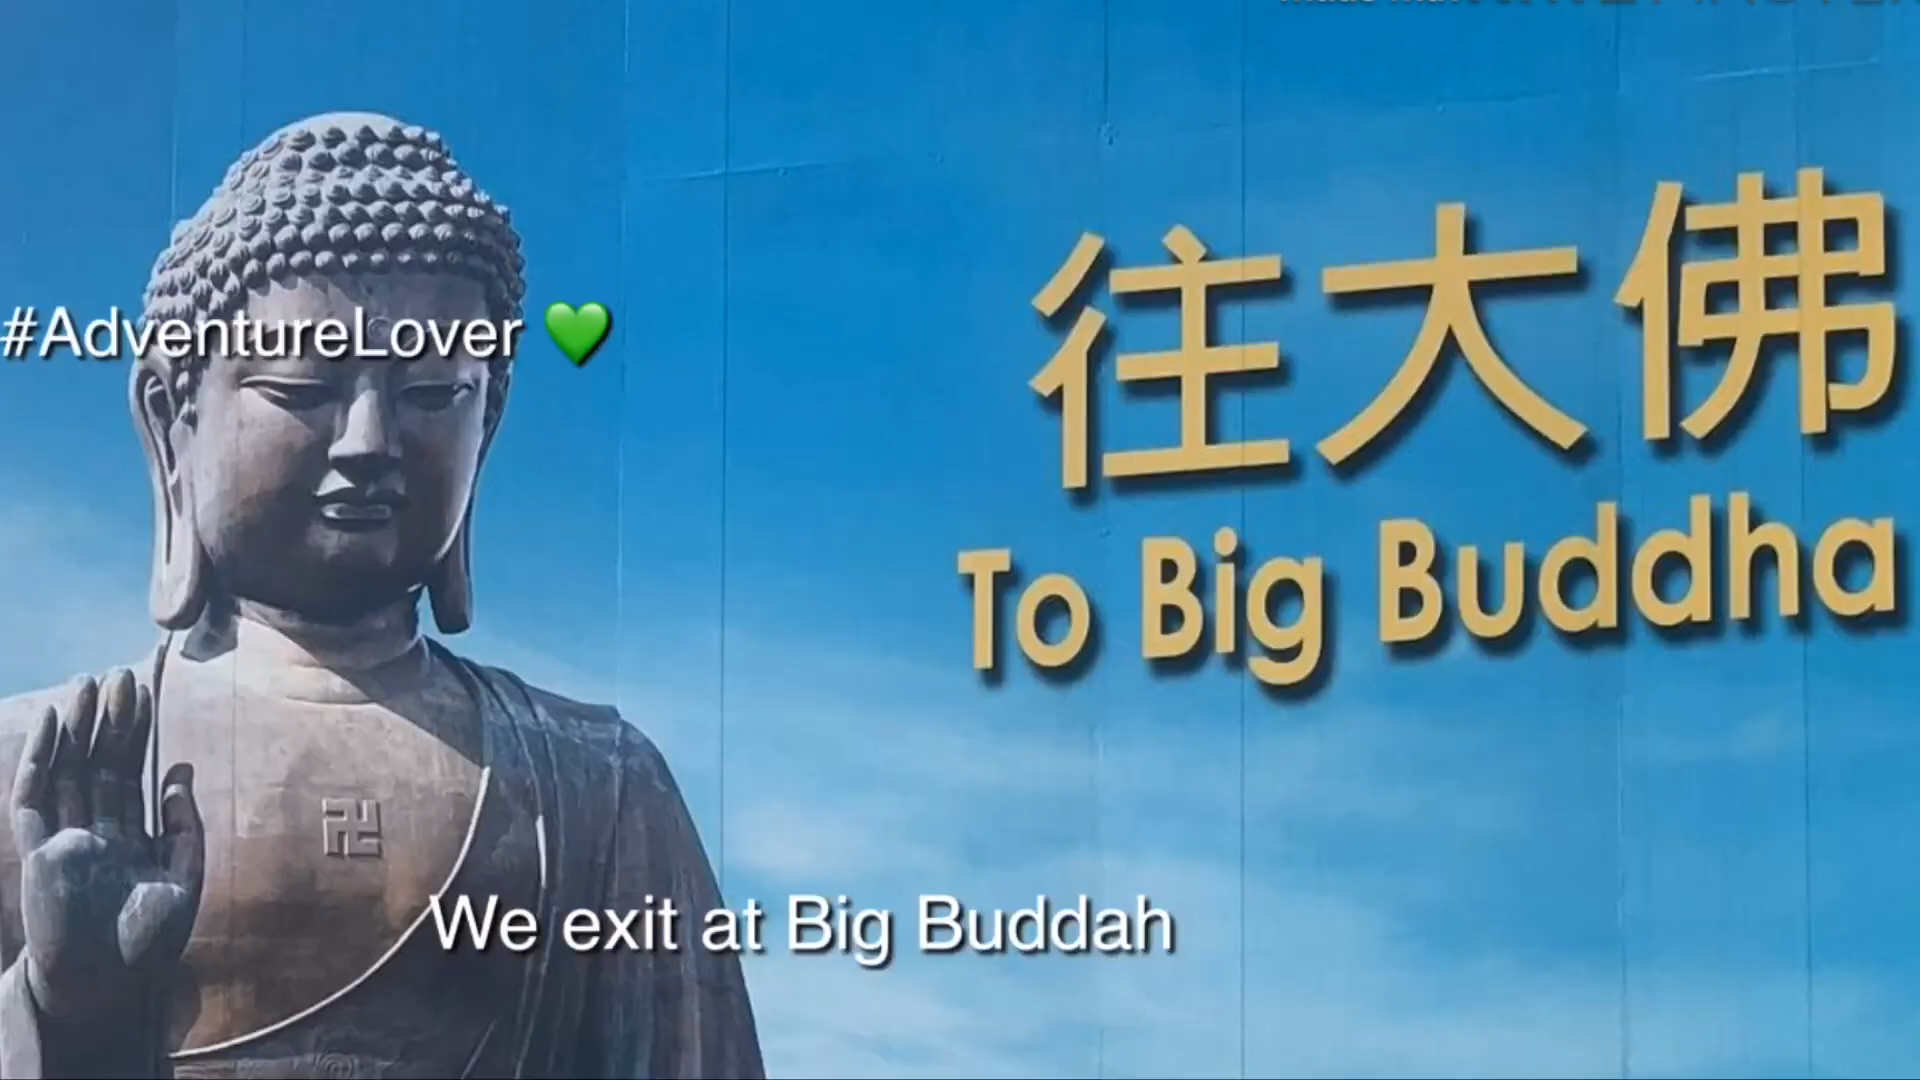 往大佛
To Big Buddha
#AdventureLover 💚
We exit at Big Buddah